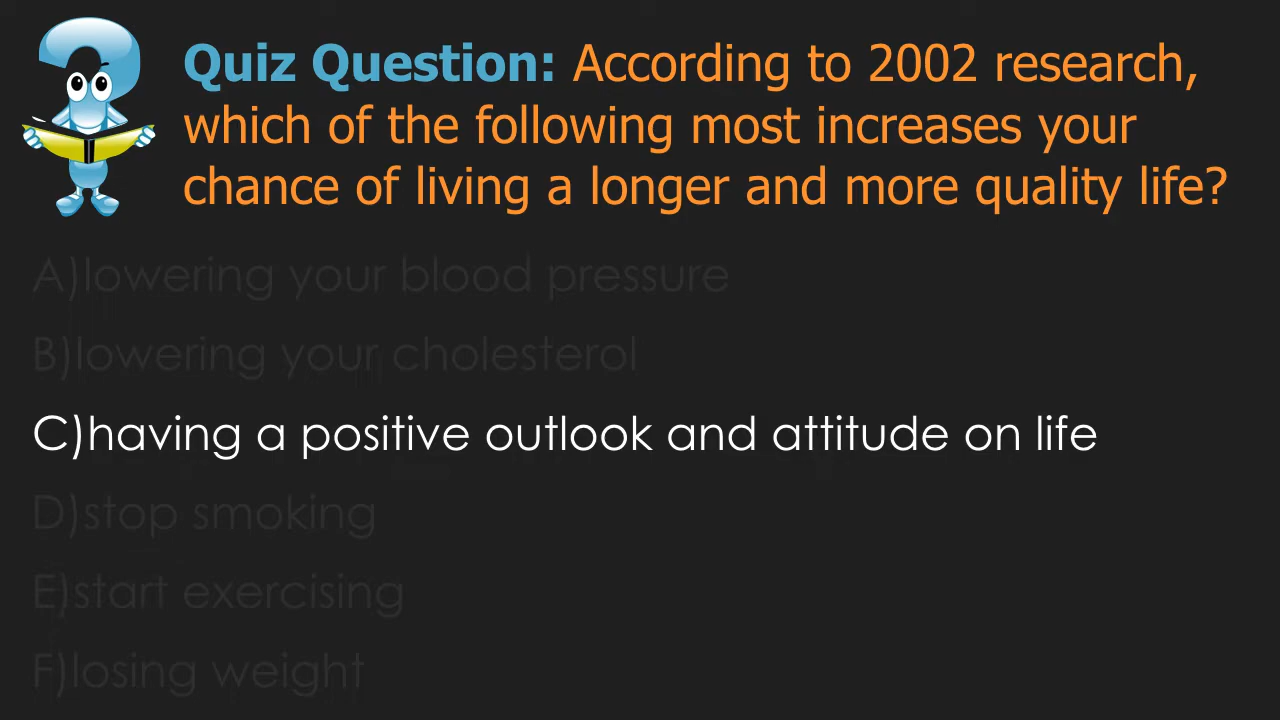 Quiz Question: According to 2002 research,
which of the following most increases your
chance of living a longer and more quality life?
A)lowering your blood pressure
B)lowering your cholesterol
C)having a positive outlook and attitude on life
D)stop smoking
E)start exercising
F)losing weight